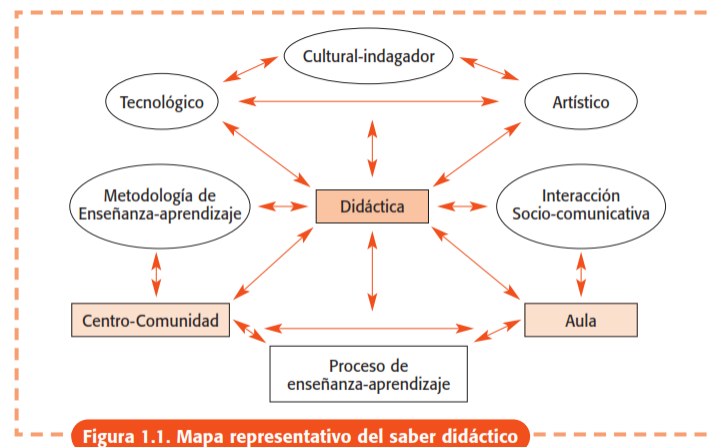 Cultural-indagador
Tecnológico
Artístico
Metodología de
Enseñanza-aprendizaje
Didáctica
Interacción
Socio-comunicativa
Centro-Comunidad
Aula
Proceso de
enseñanza-aprendizaje
Figura 1.1. Mapa representativo del saber didáctico